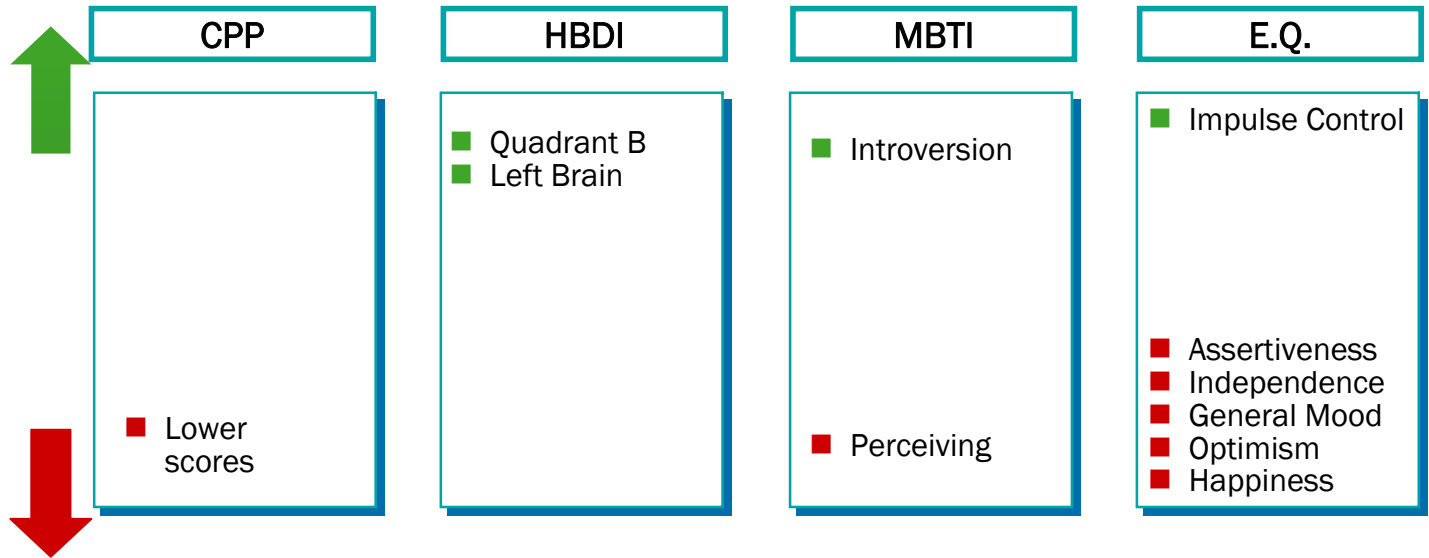 CPP
HBDI
MBTI
E.Q.
Lower
scores
Quadrant B
Left Brain
Introversion
Perceiving
Impulse Control
Assertiveness
Independence
General Mood
Optimism
Happiness